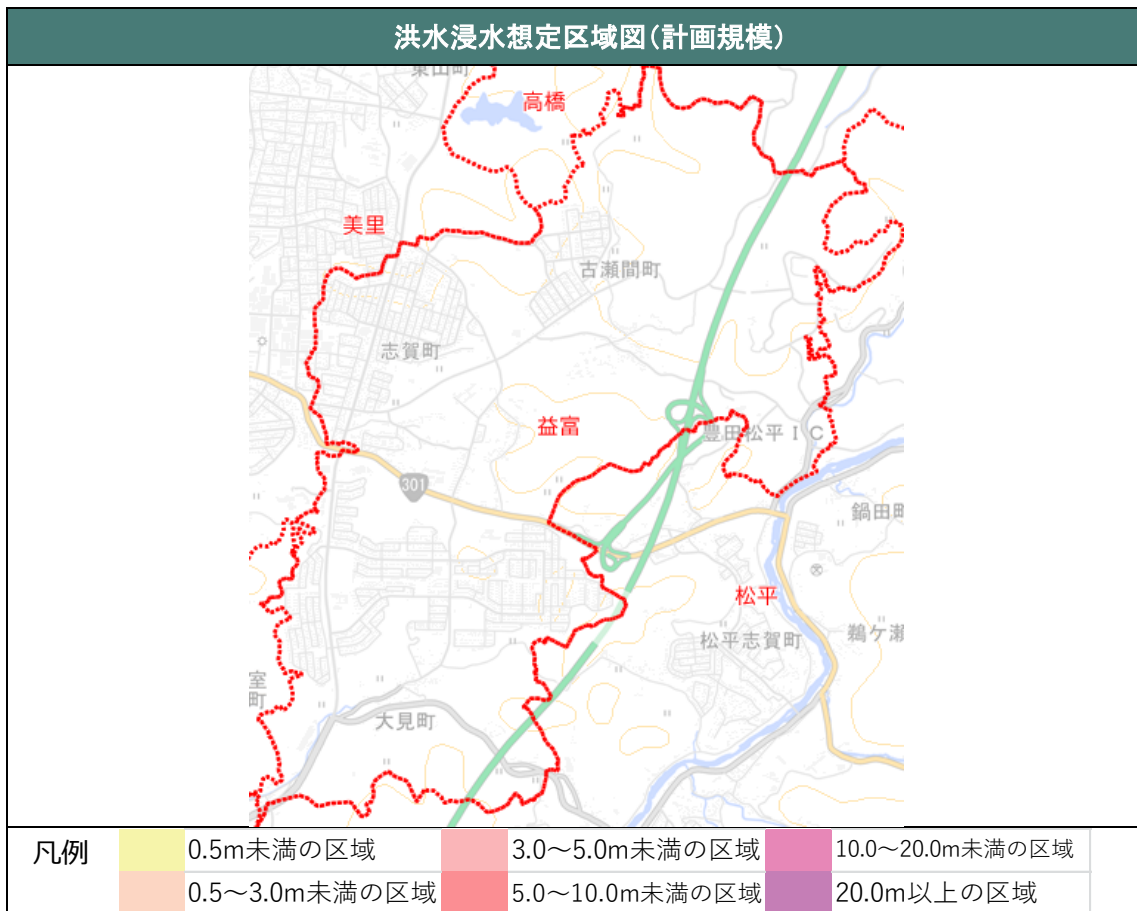 洪水浸水想定区域図(計画規模)
東山町
高橋
美里
古瀬間町
志賀町
益富
豊田松平IC
301
鍋田町
松平
松平志賀町
鵜ケ瀬
室町
大見町
凡例
0.5m未満の区域
3.0~5.0m未満の区域
10.0~20.0m未満の区域
0.5~3.0m未満の区域
5.0~10.0m未満の区域
20.0m以上の区域